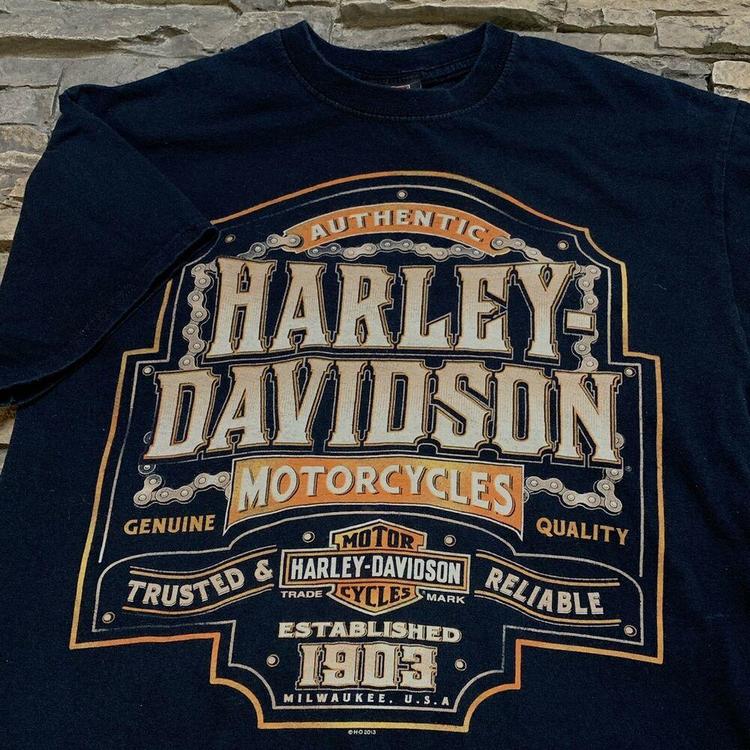 AUTHENTIC
HARLEY-
DAVIDSON
MOTORCYCLES
GENUINE QUALITY
MOTOR
TRUSTED & HARLEY-DAVIDSON RELIABLE
TRADE CYCLES MARK
ESTABLISHED
1903
MILWAUKEE, U.S.A
©H-D 2013